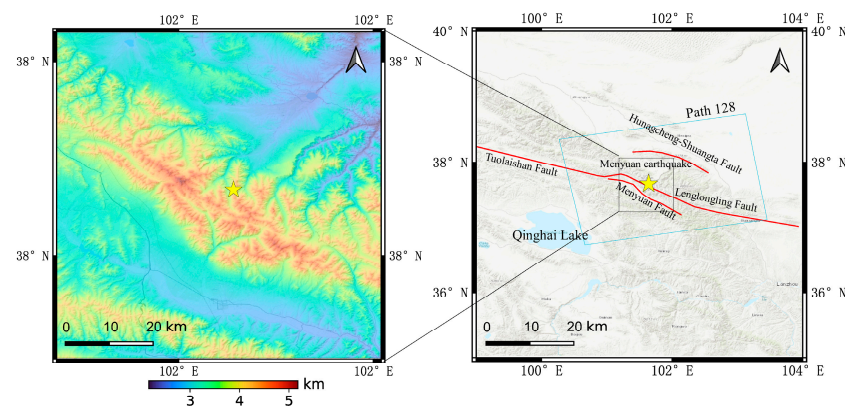 102° E
102° E
38° N
38° N
38° N
38° N
0 10 20 km
102° E
102° E
km
3 4 5
100° E
102° E
104° E
40° N
40° N
Path 128
Hunagcheng-Shuangta Fault
38° N
38° N
Menyuan earthquake
Tuolaishan Fault
Lenglongling Fault
Menyuan Fault
Qinghai Lake
Lanzhou
36° N
36° N
0 10 20 km
100° E
102° E
104° E